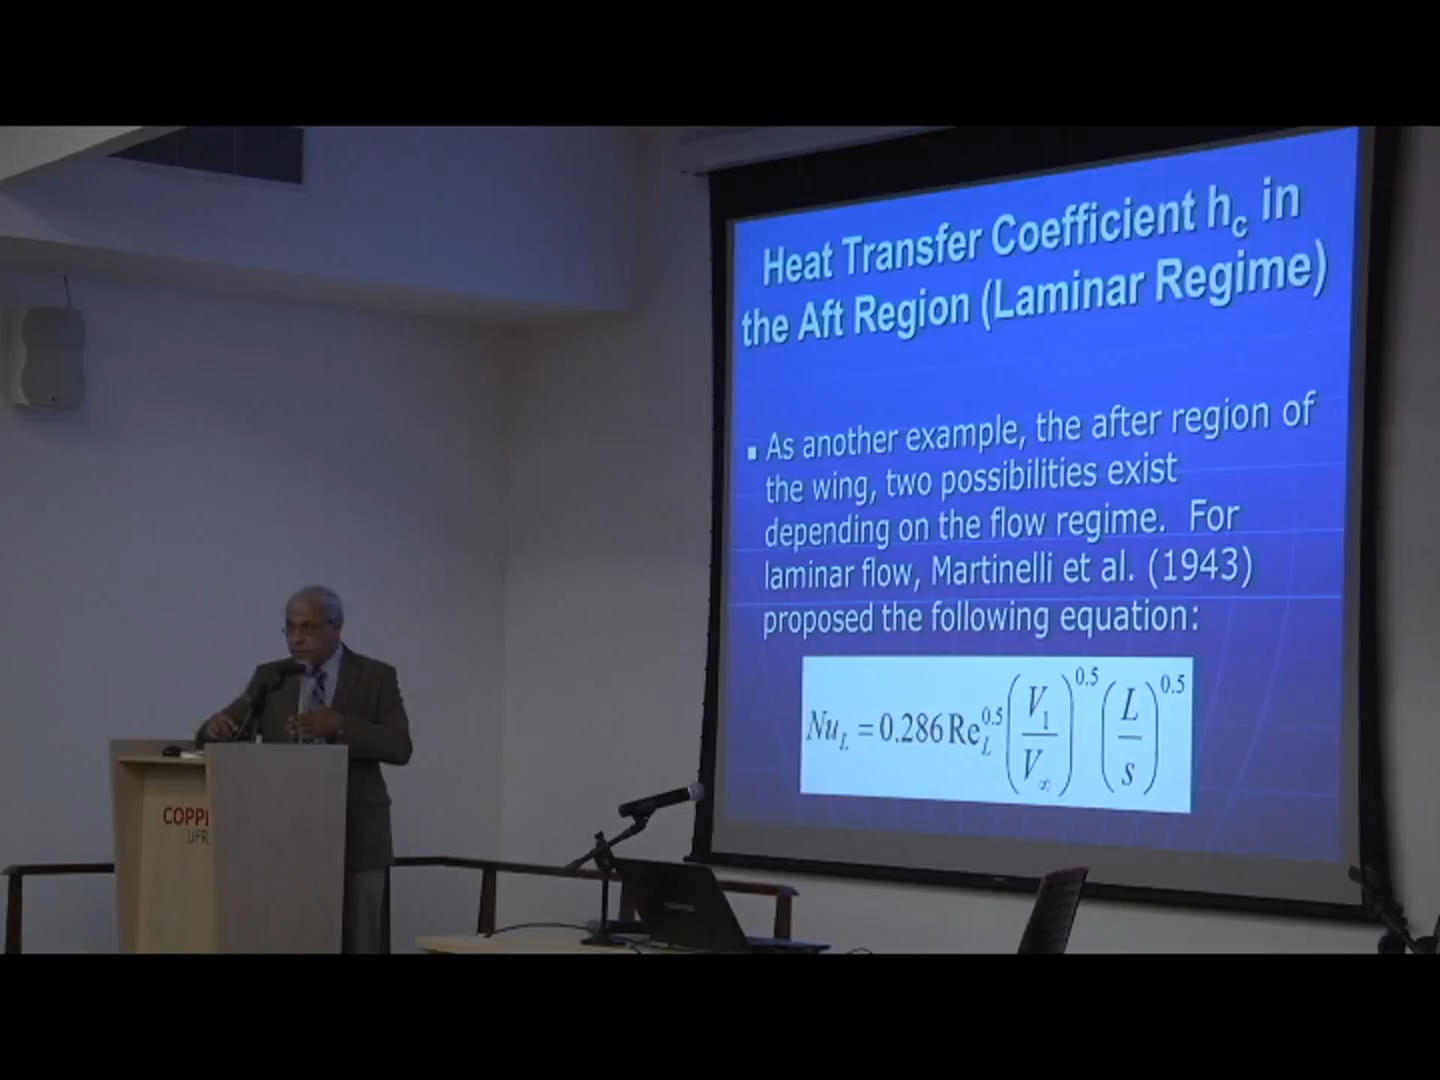 Heat Transfer Coefficient h_c in
the Aft Region (Laminar Regime)
▪ As another example, the after region of
the wing, two possibilities exist
depending on the flow regime. For
laminar flow, Martinelli et al. (1943)
proposed the following equation:
Nu_L = 0.286 Re_L^0.5 (V_1/V_∞)^0.5 (L/s)^0.5
COPPE
UFR